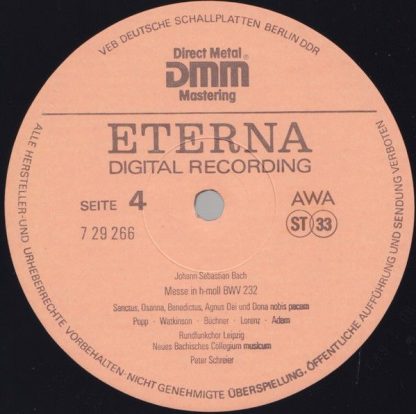 VEB DEUTSCHE SCHALLPLATTEN BERLIN DDR
Direct Metal
DMM®
Mastering
ETERNA
DIGITAL RECORDING
SEITE 4
AWA
7 29 266
ST 33
Johann Sebastian Bach
Messe in h-moll BWV 232
Sanctus, Osanna, Benedictus, Agnus Dei und Dona nobis pacem
Popp · Watkinson · Büchner · Lorenz · Adam
Rundfunkchor Leipzig
Neues Bachisches Collegium musicum
Peter Schreier
ALLE HERSTELLER-UND URHEBERRECHTE VORBEHALTEN·NICHT GENEHMIGTE ÜBERSPIELUNG, ÖFFENTLICHE AUFFÜHRUNG UND SENDUNG VERBOTEN